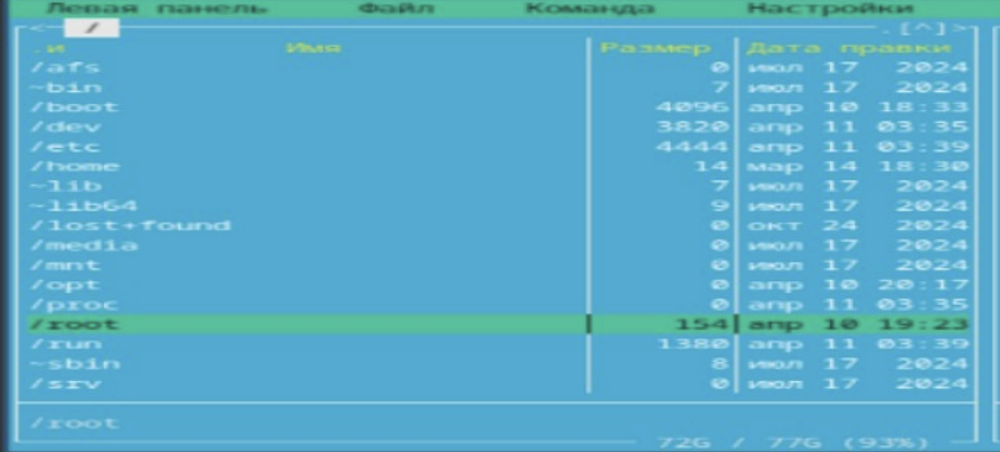 Левая панель Файл Команда Настройки
<- / .[^]>
.и Имя Размер Дата правки
/afs 0 июл 17 2024
~bin 7 июл 17 2024
/boot 4096 апр 10 18:33
/dev 3820 апр 11 03:35
/etc 4444 апр 11 03:39
/home 14 мар 14 18:30
~lib 7 июл 17 2024
~lib64 9 июл 17 2024
/lost+found 0 окт 24 2024
/media 0 июл 17 2024
/mnt 0 июл 17 2024
/opt 0 апр 10 20:17
/proc 0 апр 11 03:35
/root 154 апр 10 19:23
/run 1380 апр 11 03:39
~sbin 8 июл 17 2024
/srv 0 июл 17 2024
/root
72G / 77G (93%)